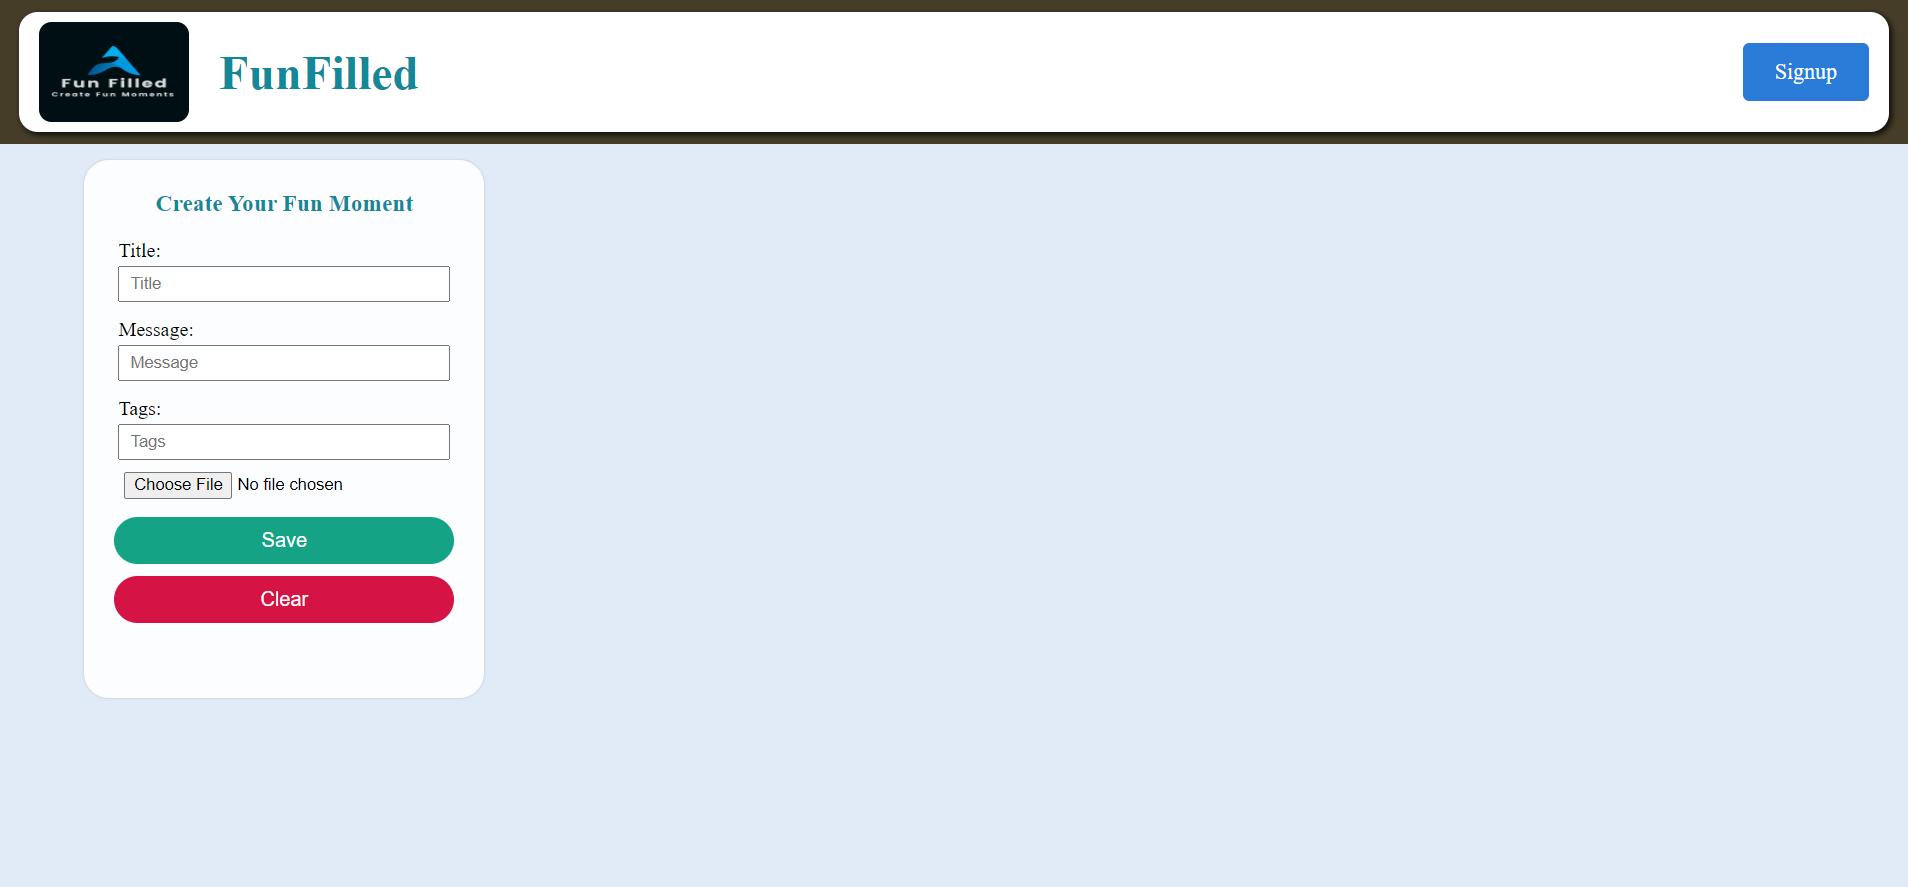 Fun Filled
Create Fun Moments
FunFilled
Signup
Create Your Fun Moment
Title:
Title
Message:
Message
Tags:
Tags
Choose File No file chosen
Save
Clear